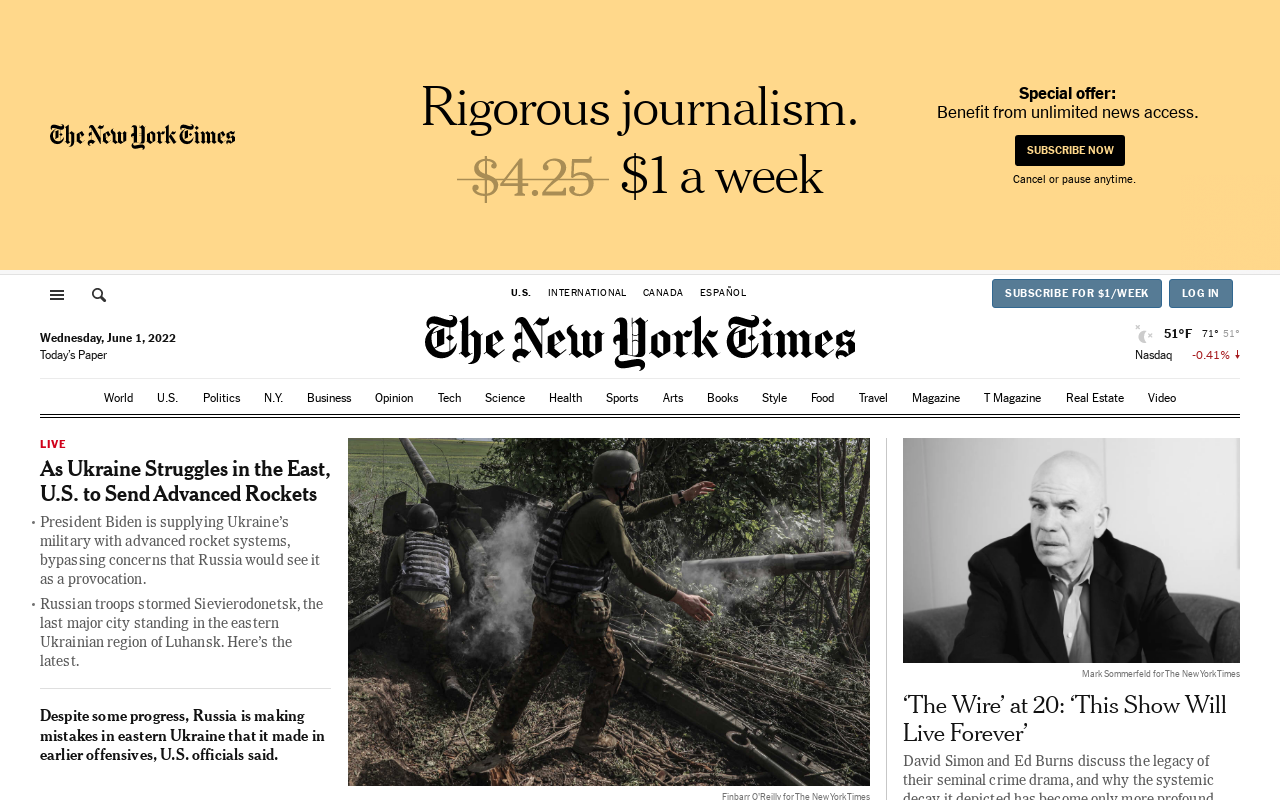 The New York Times
Rigorous journalism.
$4.25 $1 a week
Special offer:
Benefit from unlimited news access.
SUBSCRIBE NOW
Cancel or pause anytime.
U.S. INTERNATIONAL CANADA ESPAÑOL
SUBSCRIBE FOR $1/WEEK LOG IN
Wednesday, June 1, 2022
Today's Paper
The New York Times
51°F 71° 51°
Nasdaq -0.41% ↓
World U.S. Politics N.Y. Business Opinion Tech Science Health Sports Arts Books Style Food Travel Magazine T Magazine Real Estate Video
LIVE
As Ukraine Struggles in the East,
U.S. to Send Advanced Rockets
• President Biden is supplying Ukraine's
military with advanced rocket systems,
bypassing concerns that Russia would see it
as a provocation.
• Russian troops stormed Sievierodonetsk, the
last major city standing in the eastern
Ukrainian region of Luhansk. Here's the
latest.
Despite some progress, Russia is making
mistakes in eastern Ukraine that it made in
earlier offensives, U.S. officials said.
Finbarr O'Reilly for The New York Times
Mark Sommerfeld for The New York Times
‘The Wire’ at 20: ‘This Show Will
Live Forever’
David Simon and Ed Burns discuss the legacy of
their seminal crime drama, and why the systemic
decay it depicted has become only more profound